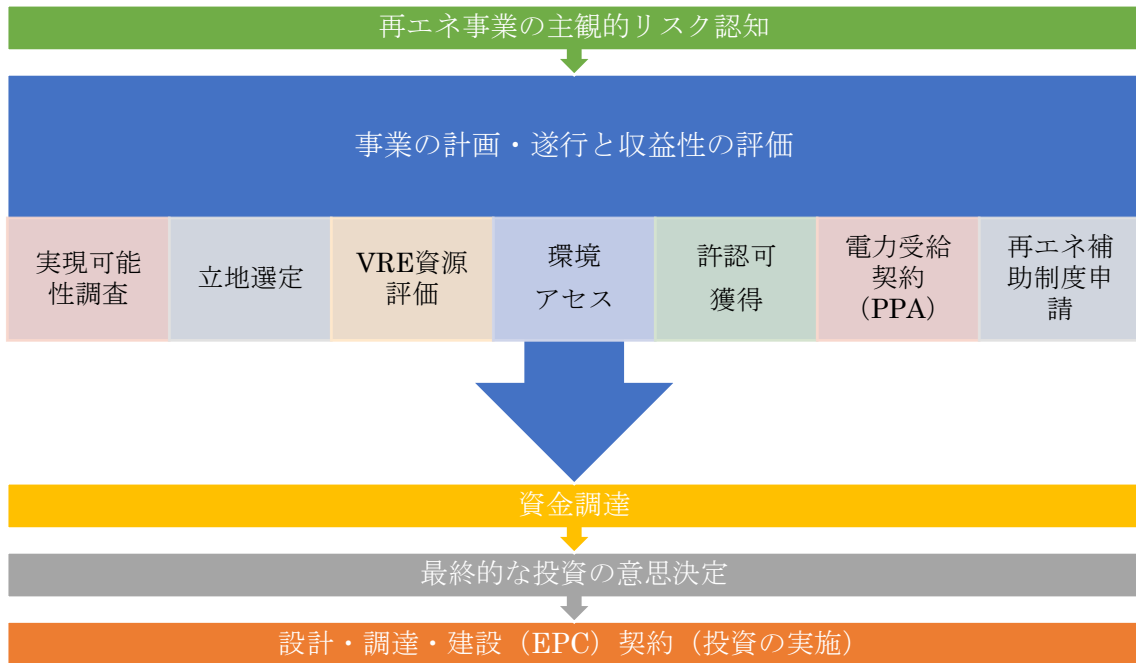 再エネ事業の主観的リスク認知
事業の計画・遂行と収益性の評価
実現可能
性調査
立地選定
VRE資源
評価
環境
アセス
許認可
獲得
電力受給
契約
（PPA）
再エネ補
助制度申
請
資金調達
最終的な投資の意思決定
設計・調達・建設（EPC）契約（投資の実施）